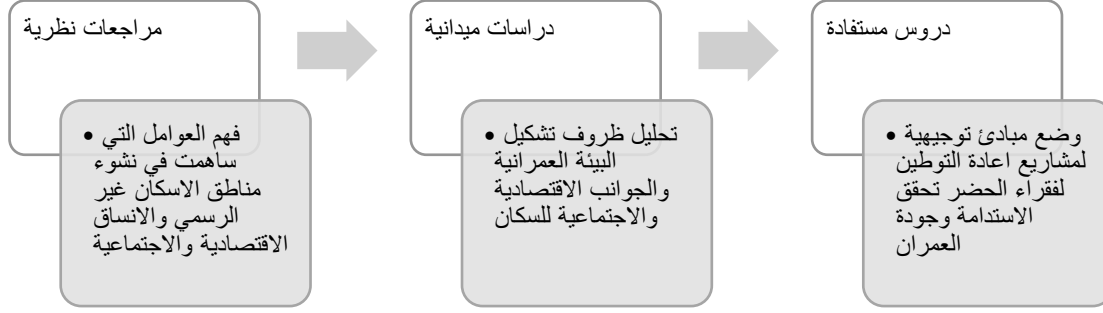 مراجعات نظرية
• فهم العوامل التي
ساهمت في نشوء
مناطق الاسكان غير
الرسمي والانساق
الاقتصادية والاجتماعية
دراسات ميدانية
• تحليل ظروف تشكيل
البيئة العمرانية
والجوانب الاقتصادية
والاجتماعية للسكان
دروس مستفادة
• وضع مبادئ توجيهية
لمشاريع اعادة التوطين
لفقراء الحضر تحقق
الاستدامة وجودة
العمران